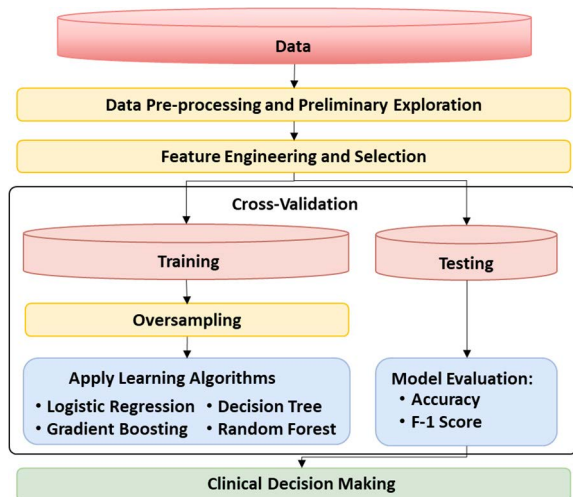 Data
Data Pre-processing and Preliminary Exploration
Feature Engineering and Selection
Cross-Validation
Training
Testing
Oversampling
Apply Learning Algorithms
• Logistic Regression • Decision Tree
• Gradient Boosting • Random Forest
Model Evaluation:
• Accuracy
• F-1 Score
Clinical Decision Making